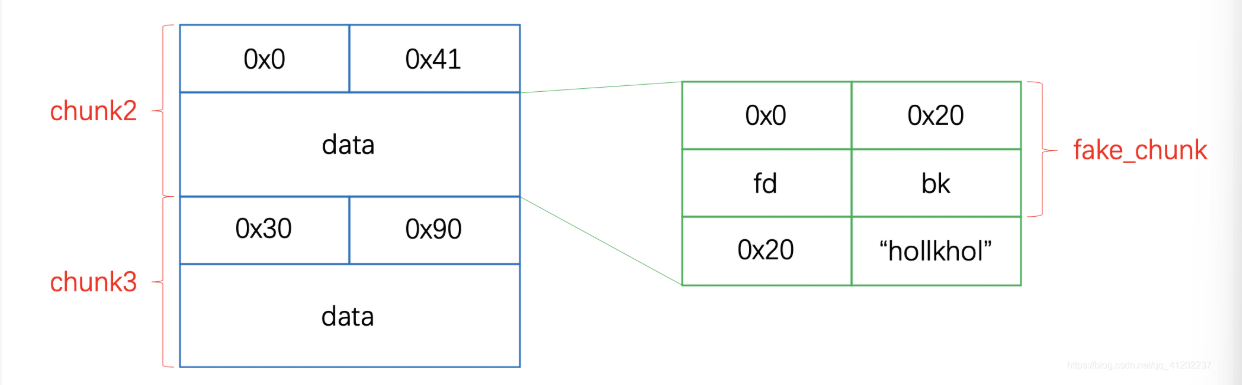 0x0 0x41
chunk2
data
0x30 0x90
chunk3
data
0x0 0x20
fake_chunk
fd bk
0x20 “hollkhol”
https://blog.csdn.net/qq_41202237